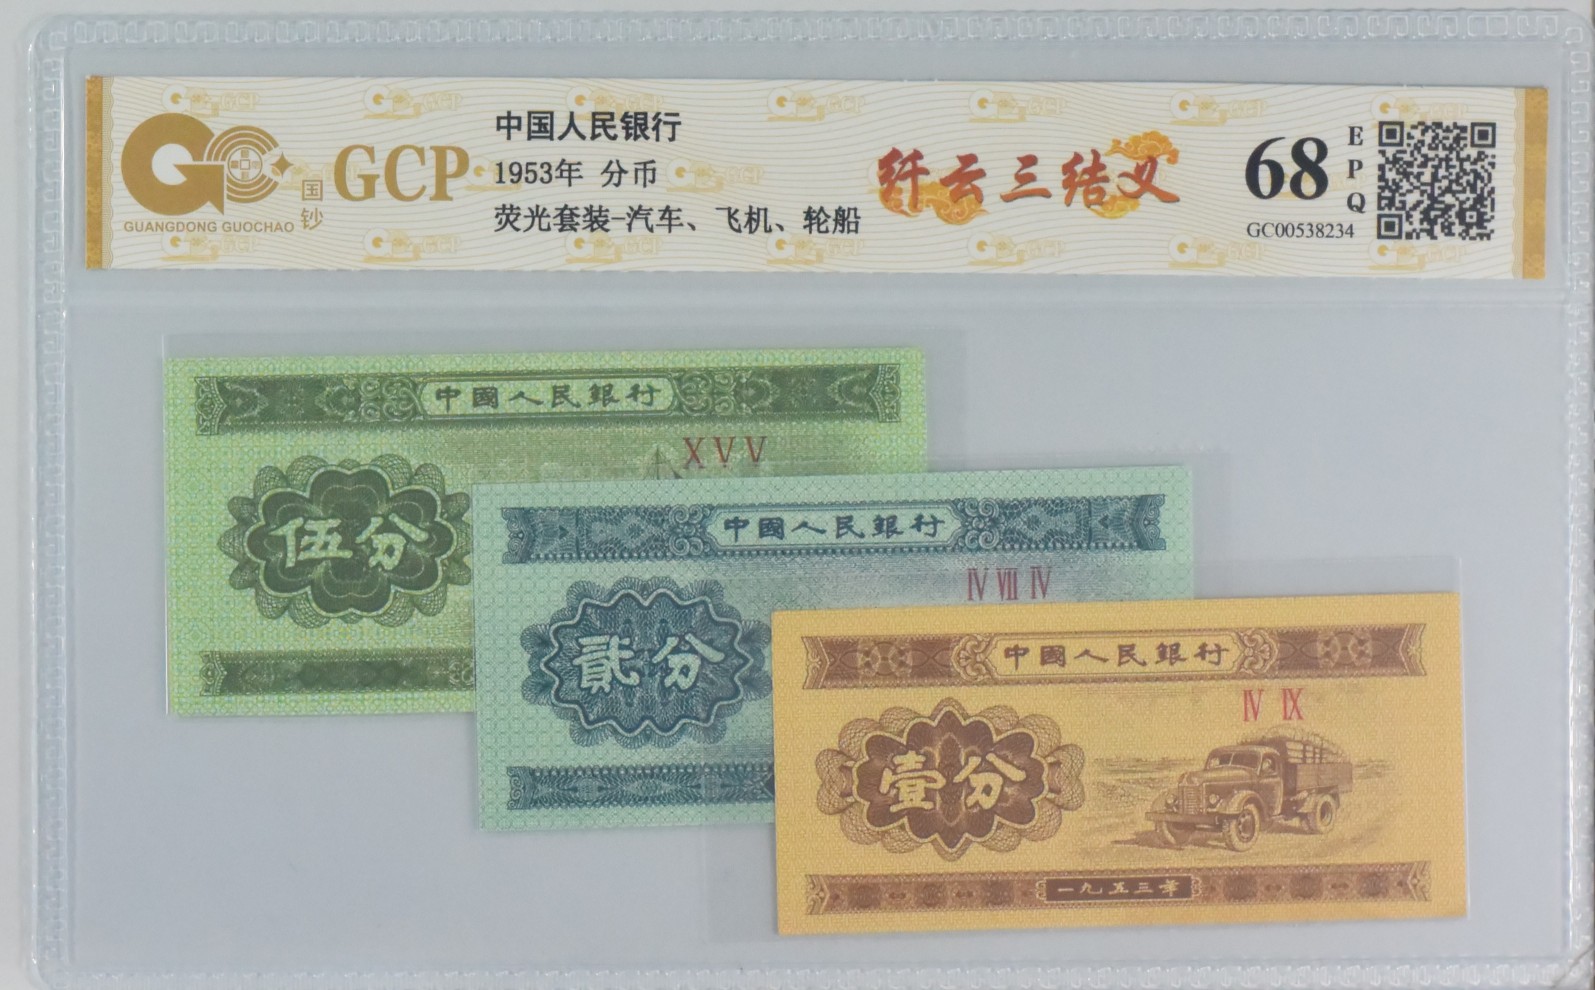 中国人民银行
1953年 分币
荧光套装-汽车、飞机、轮船
GCP
国钞
GUANGDONG GUOCHAO
纤云三结义
68
EPQ
GC00538234
中國人民銀行
XVV
伍分
中國人民銀行
IV VII IV
貳分
中國人民銀行
IV IX
壹分
一九五三年